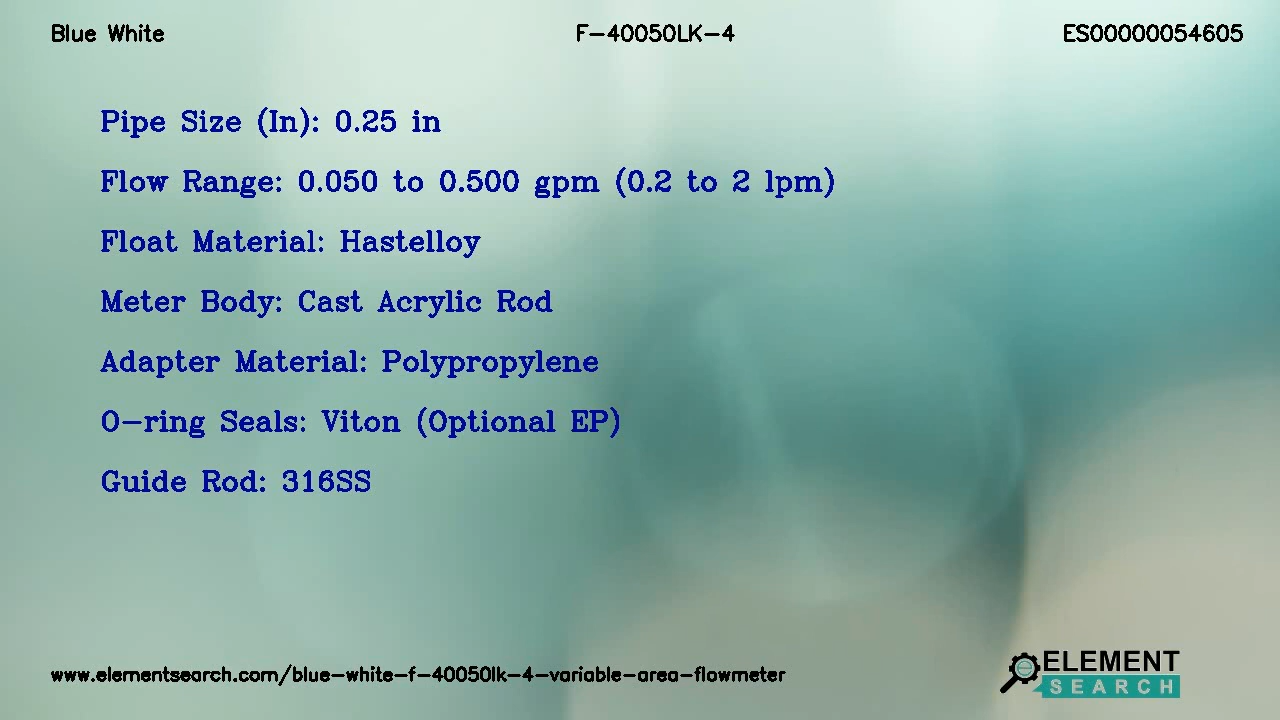 Blue White F-40050LK-4 ES00000054605
Pipe Size (In): 0.25 in
Flow Range: 0.050 to 0.500 gpm (0.2 to 2 lpm)
Float Material: Hastelloy
Meter Body: Cast Acrylic Rod
Adapter Material: Polypropylene
O-ring Seals: Viton (Optional EP)
Guide Rod: 316SS
www.elementsearch.com/blue-white-f-40050lk-4-variable-area-flowmeter
ELEMENT
SEARCH